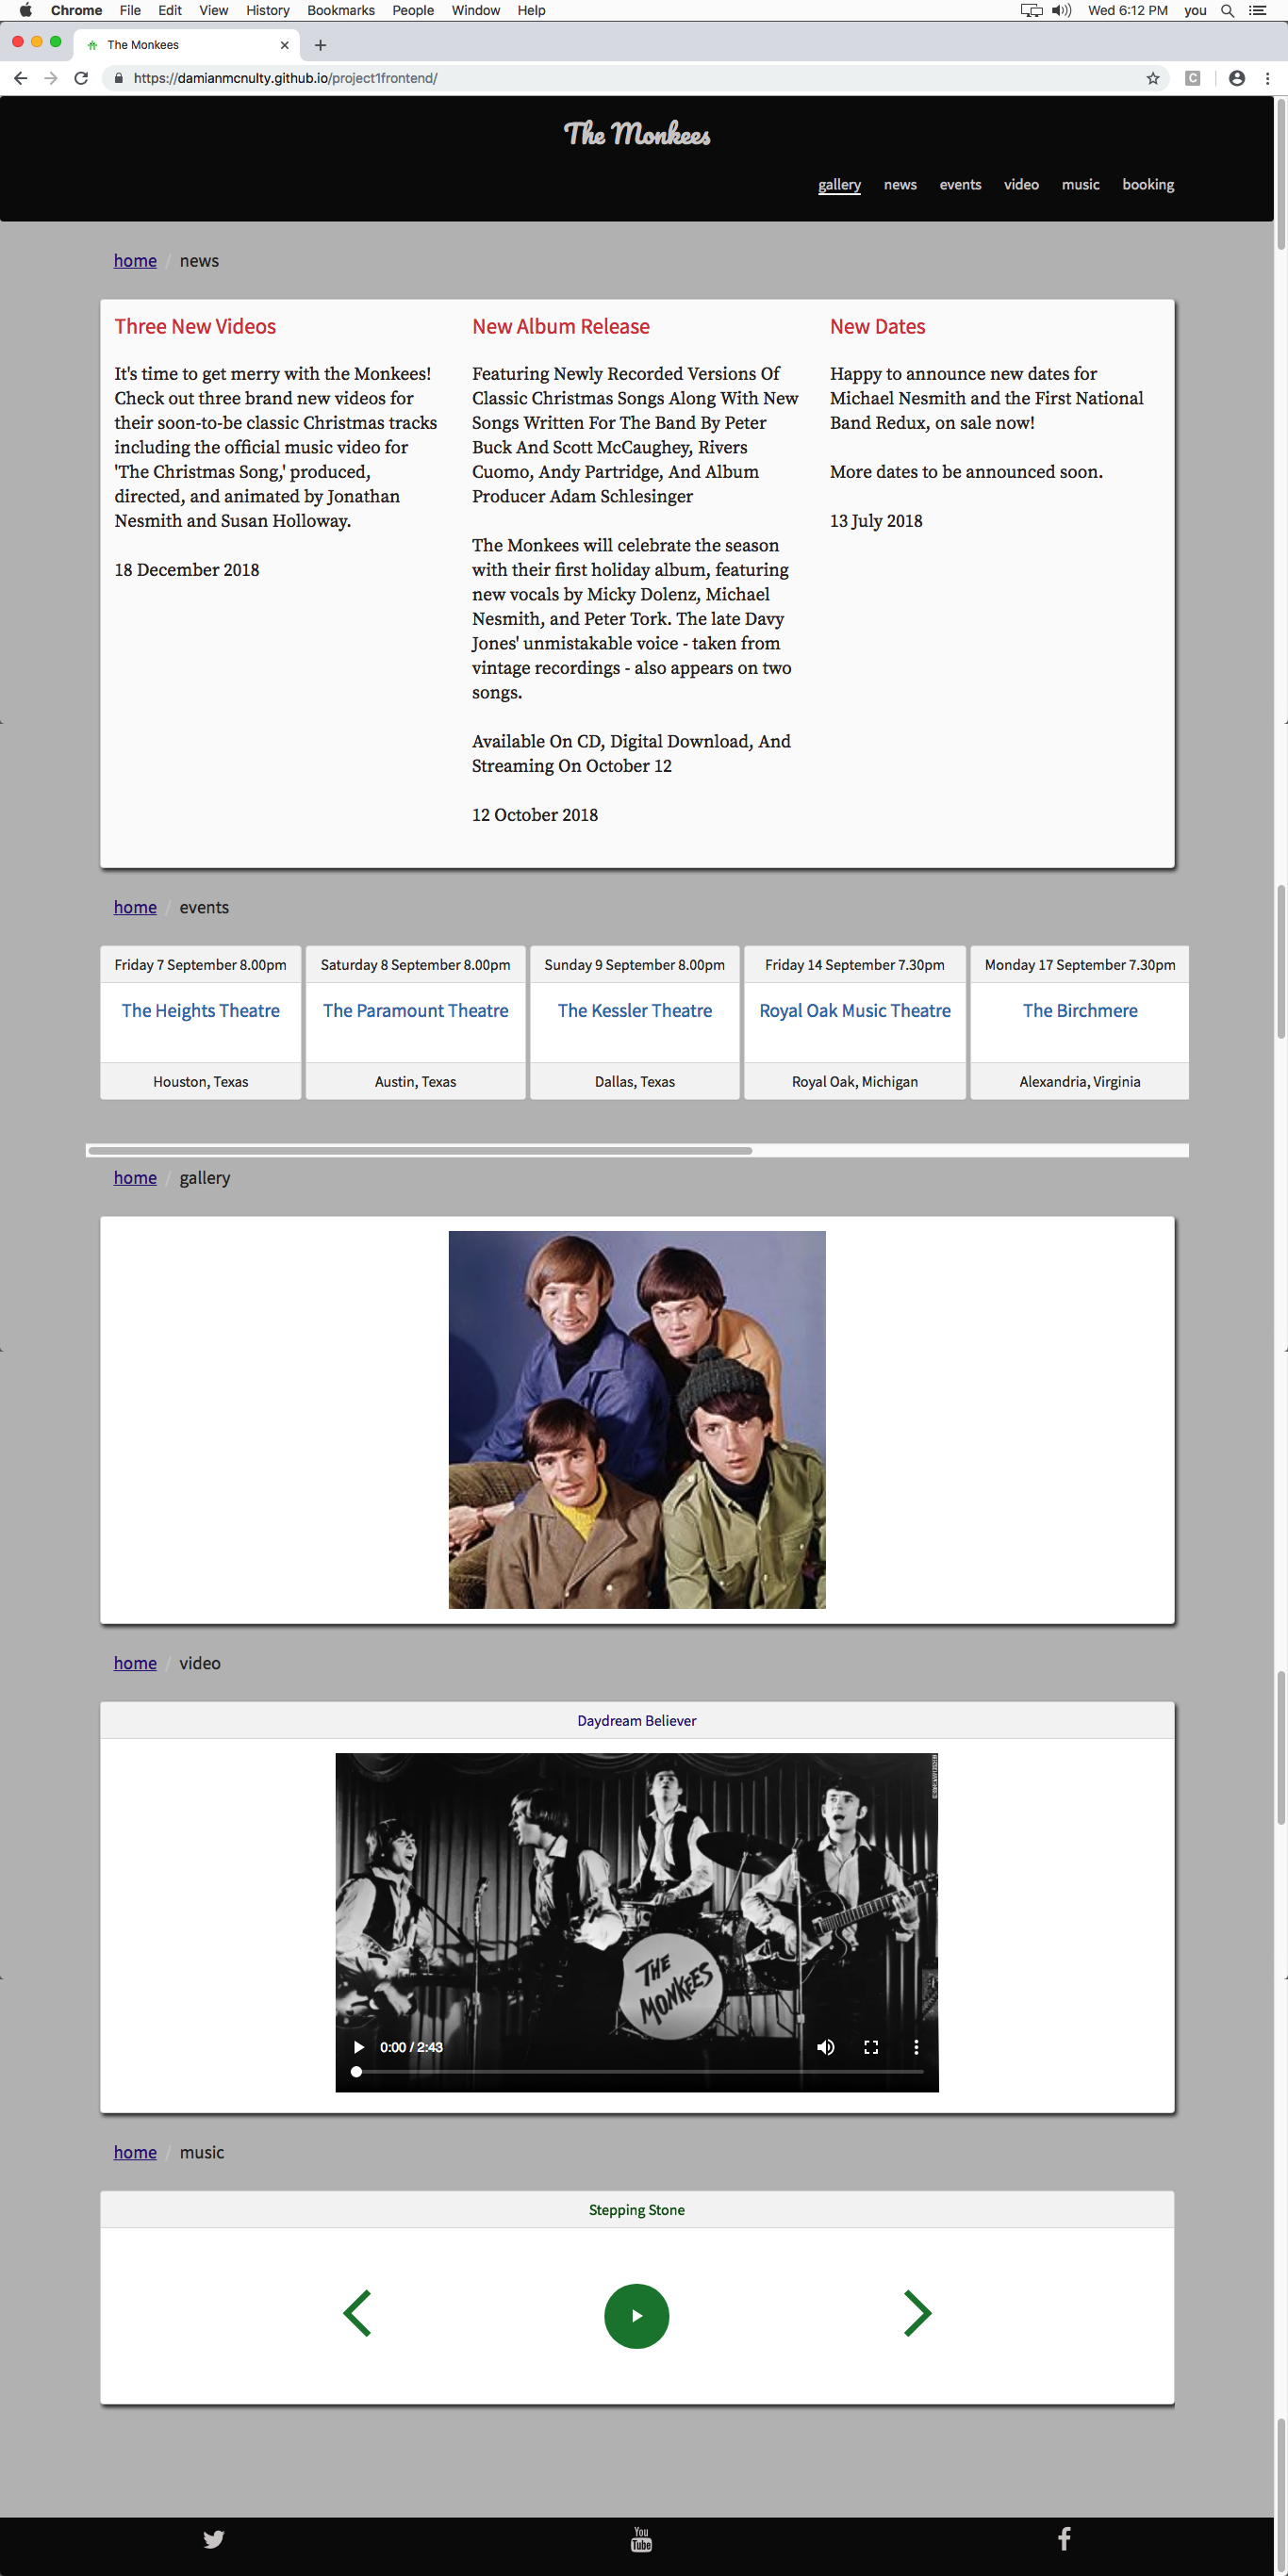 Chrome File Edit View History Bookmarks People Window Help Wed 6:12 PM you
The Monkees
https://damianmcnulty.github.io/project1frontend/
The Monkees
gallery news events video music booking
home / news
Three New Videos
It's time to get merry with the Monkees!
Check out three brand new videos for
their soon-to-be classic Christmas tracks
including the official music video for
'The Christmas Song,' produced,
directed, and animated by Jonathan
Nesmith and Susan Holloway.
18 December 2018
New Album Release
Featuring Newly Recorded Versions Of
Classic Christmas Songs Along With New
Songs Written For The Band By Peter
Buck And Scott McCaughey, Rivers
Cuomo, Andy Partridge, And Album
Producer Adam Schlesinger
The Monkees will celebrate the season
with their first holiday album, featuring
new vocals by Micky Dolenz, Michael
Nesmith, and Peter Tork. The late Davy
Jones' unmistakable voice - taken from
vintage recordings - also appears on two
songs.
Available On CD, Digital Download, And
Streaming On October 12
12 October 2018
New Dates
Happy to announce new dates for
Michael Nesmith and the First National
Band Redux, on sale now!
More dates to be announced soon.
13 July 2018
home / events
Friday 7 September 8.00pm
The Heights Theatre
Houston, Texas
Saturday 8 September 8.00pm
The Paramount Theatre
Austin, Texas
Sunday 9 September 8.00pm
The Kessler Theatre
Dallas, Texas
Friday 14 September 7.30pm
Royal Oak Music Theatre
Royal Oak, Michigan
Monday 17 September 7.30pm
The Birchmere
Alexandria, Virginia
home / gallery
home / video
Daydream Believer
THE
MONKEES
0:00 / 2:43
home / music
Stepping Stone
You
Tube